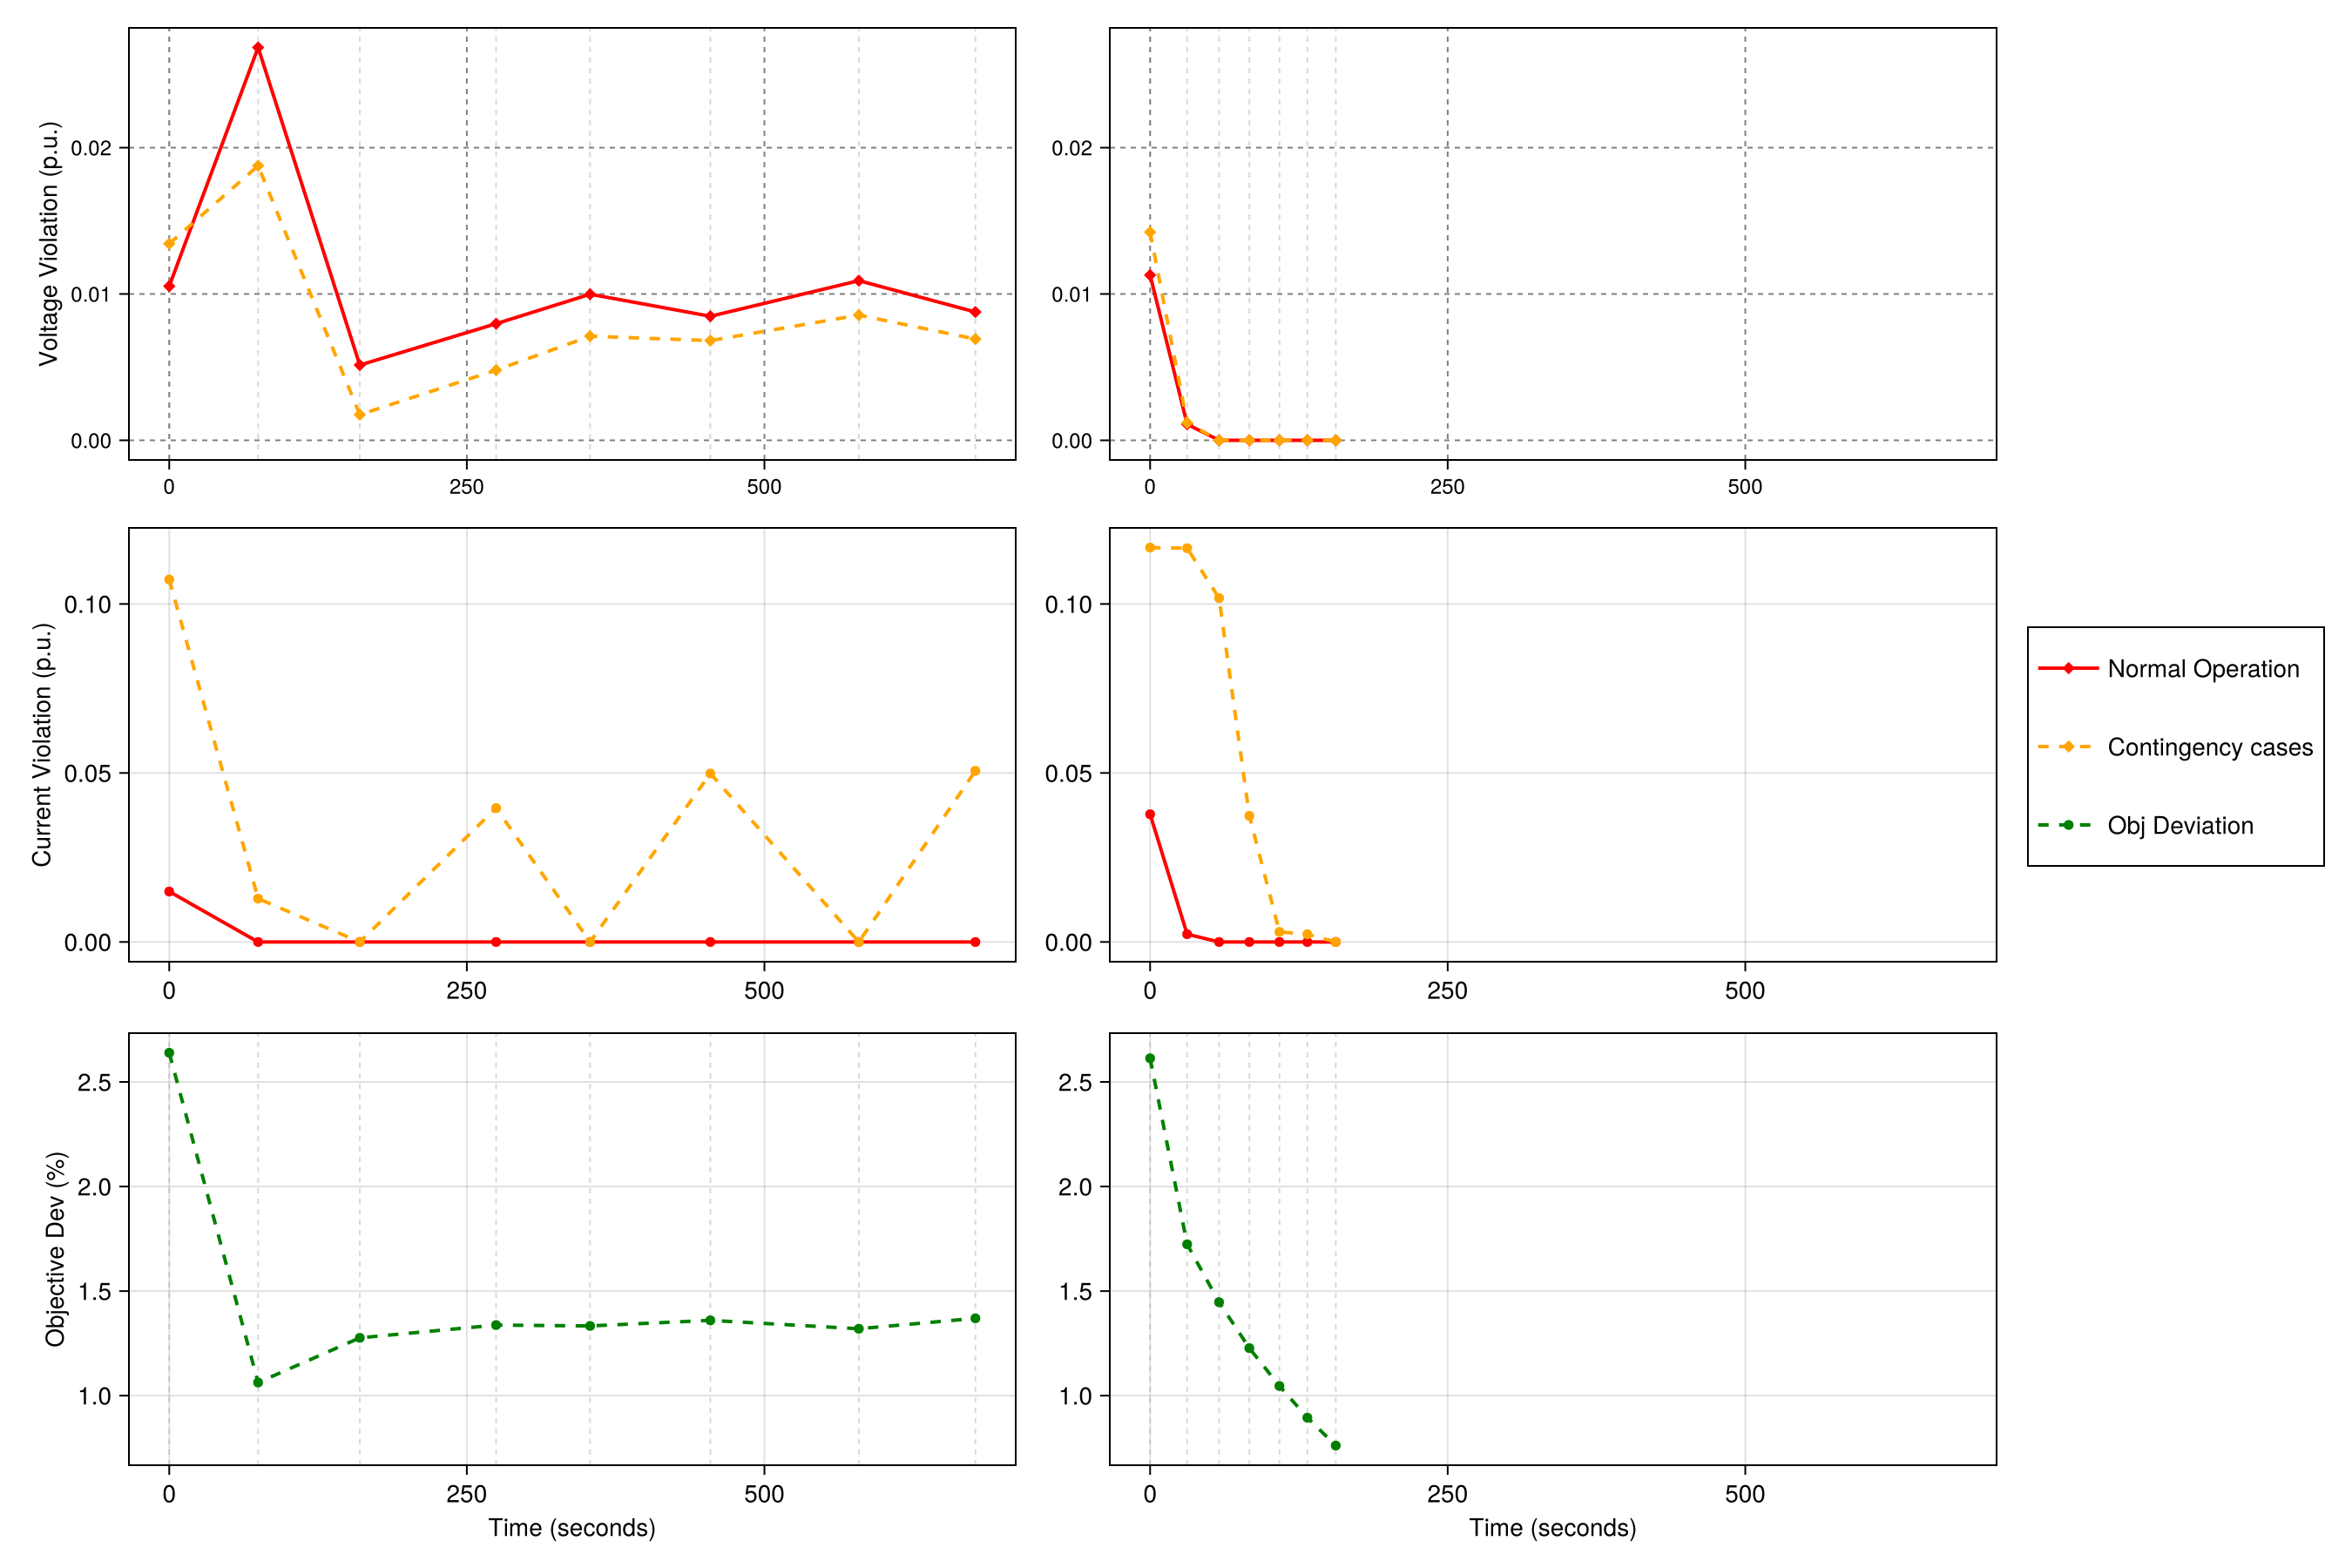 Voltage Violation (p.u.)
0.02
0.01
0.00
0 250 500
0.02
0.01
0.00
0 250 500
Current Violation (p.u.)
0.10
0.05
0.00
0 250 500
0.10
0.05
0.00
0 250 500
Normal Operation
Contingency cases
Obj Deviation
Objective Dev (%)
2.5
2.0
1.5
1.0
0 250 500
Time (seconds)
2.5
2.0
1.5
1.0
0 250 500
Time (seconds)